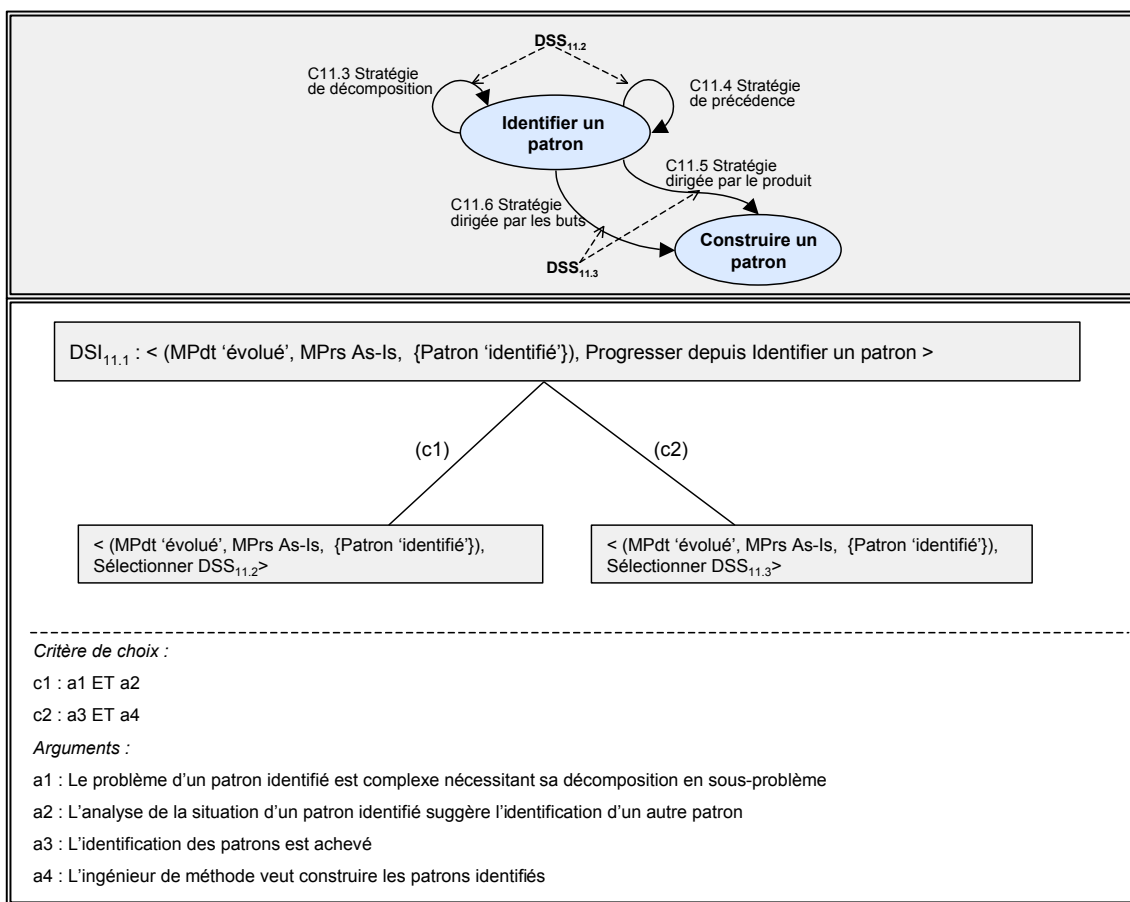 DSS11.2
C11.3 Stratégie
de décomposition
C11.4 Stratégie
de précédence
Identifier un
patron
C11.5 Stratégie
dirigée par le produit
C11.6 Stratégie
dirigée par les buts
Construire un
patron
DSS11.3
DSI11.1 : < (MPdt ‘évolué’, MPrs As-Is, {Patron ‘identifié’}), Progresser depuis Identifier un patron >
(c1)
(c2)
< (MPdt ‘évolué’, MPrs As-Is, {Patron ‘identifié’}),
Sélectionner DSS11.2>
< (MPdt ‘évolué’, MPrs As-Is, {Patron ‘identifié’}),
Sélectionner DSS11.3>
Critère de choix :
c1 : a1 ET a2
c2 : a3 ET a4
Arguments :
a1 : Le problème d’un patron identifié est complexe nécessitant sa décomposition en sous-problème
a2 : L’analyse de la situation d’un patron identifié suggère l’identification d’un autre patron
a3 : L’identification des patrons est achevé
a4 : L’ingénieur de méthode veut construire les patrons identifiés